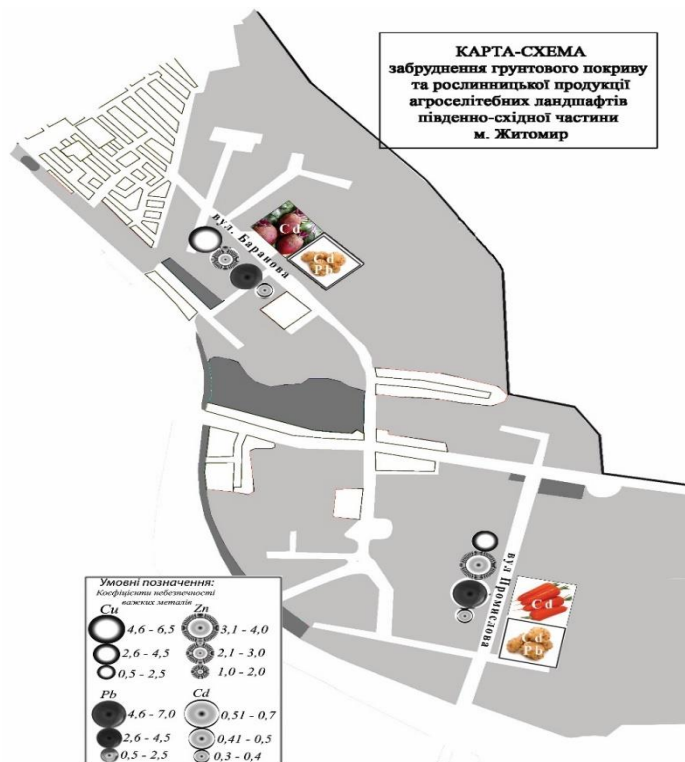 КАРТА-СХЕМА
забруднення грунтового покриву
та рослинницької продукції
агроселітебних ландшафтів
південно-східної частини
м. Житомир
вул. Баранова
Cd
Cd
Pb
вул Промислова
Cd
Cd
Pb
Умовні позначення:
Коефіцієнти небезпечності
важких металів
Cu Zn
4,6 - 6,5 3,1 - 4,0
2,6 - 4,5 2,1 - 3,0
0,5 - 2,5 1,0 - 2,0
Pb Cd
4,6 - 7,0 0,51 - 0,7
2,6 - 4,5 0,41 - 0,5
0,5 - 2,5 0,3 - 0,4